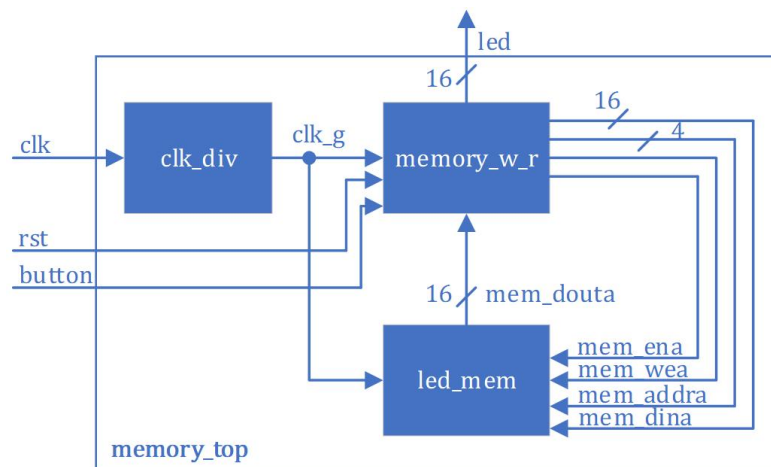 led
16
16
clk_g
4
clk
clk_div
memory_w_r
rst
button
16
mem_douta
mem_ena
led_mem
mem_wea
mem_addra
mem_dina
memory_top